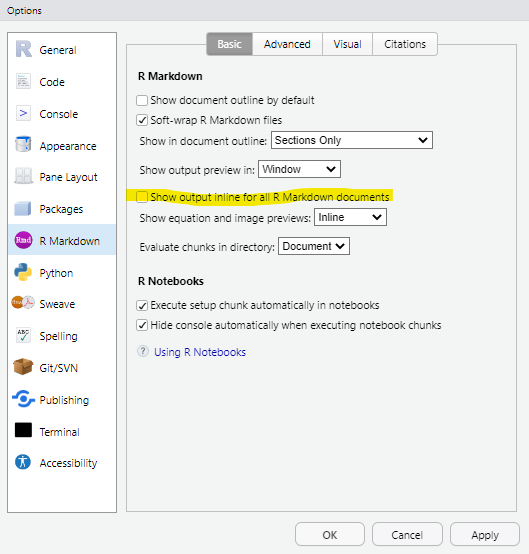 Options
Basic Advanced Visual Citations
R General
Code
Console
Appearance
Pane Layout
Packages
Rmd R Markdown
Python
Sweave
ABC Spelling
Git/SVN
Publishing
Terminal
Accessibility
R Markdown
Show document outline by default
Soft-wrap R Markdown files
Show in document outline: Sections Only
Show output preview in: Window
Show output inline for all R Markdown documents
Show equation and image previews: Inline
Evaluate chunks in directory: Document
R Notebooks
Execute setup chunk automatically in notebooks
Hide console automatically when executing notebook chunks
? Using R Notebooks
OK Cancel Apply